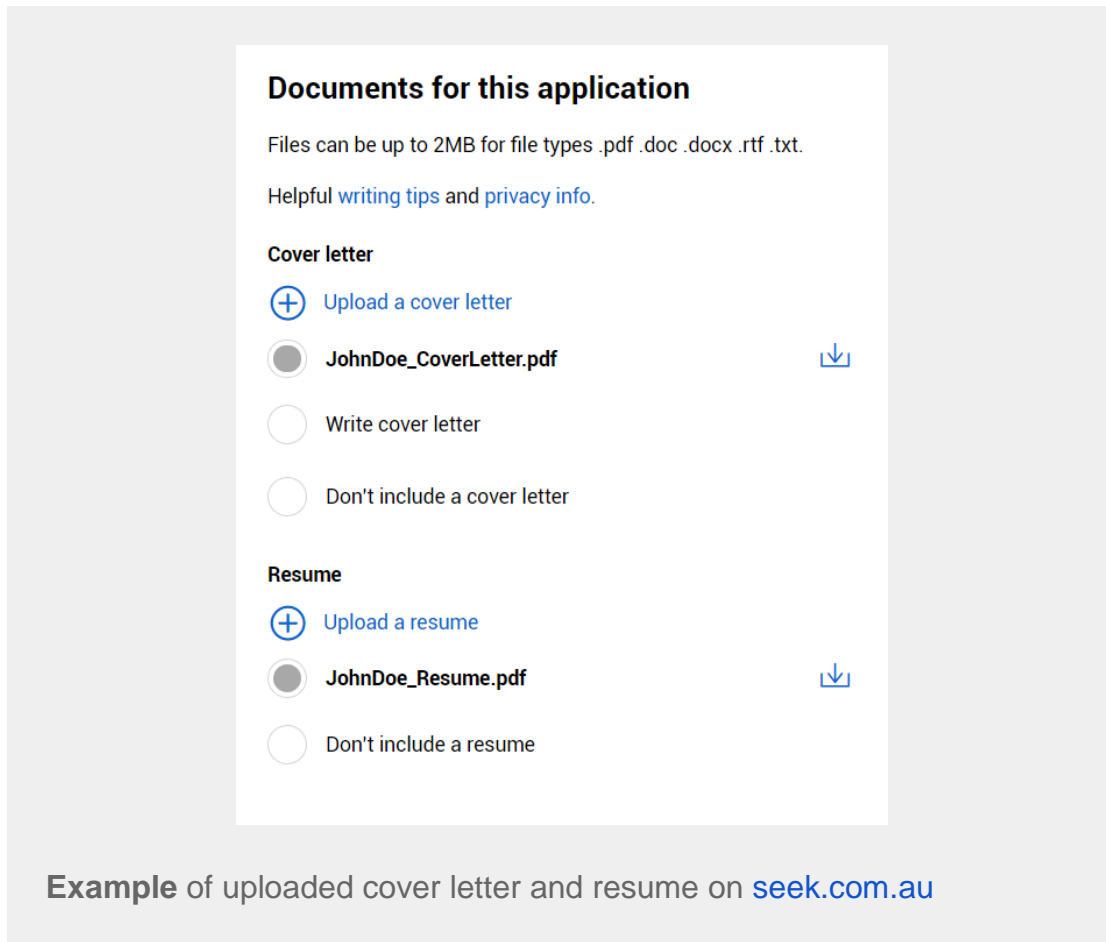 Documents for this application
Files can be up to 2MB for file types .pdf .doc .docx .rtf .txt.
Helpful writing tips and privacy info.
Cover letter
Upload a cover letter
JohnDoe_CoverLetter.pdf
Write cover letter
Don't include a cover letter
Resume
Upload a resume
JohnDoe_Resume.pdf
Don't include a resume
Example of uploaded cover letter and resume on seek.com.au